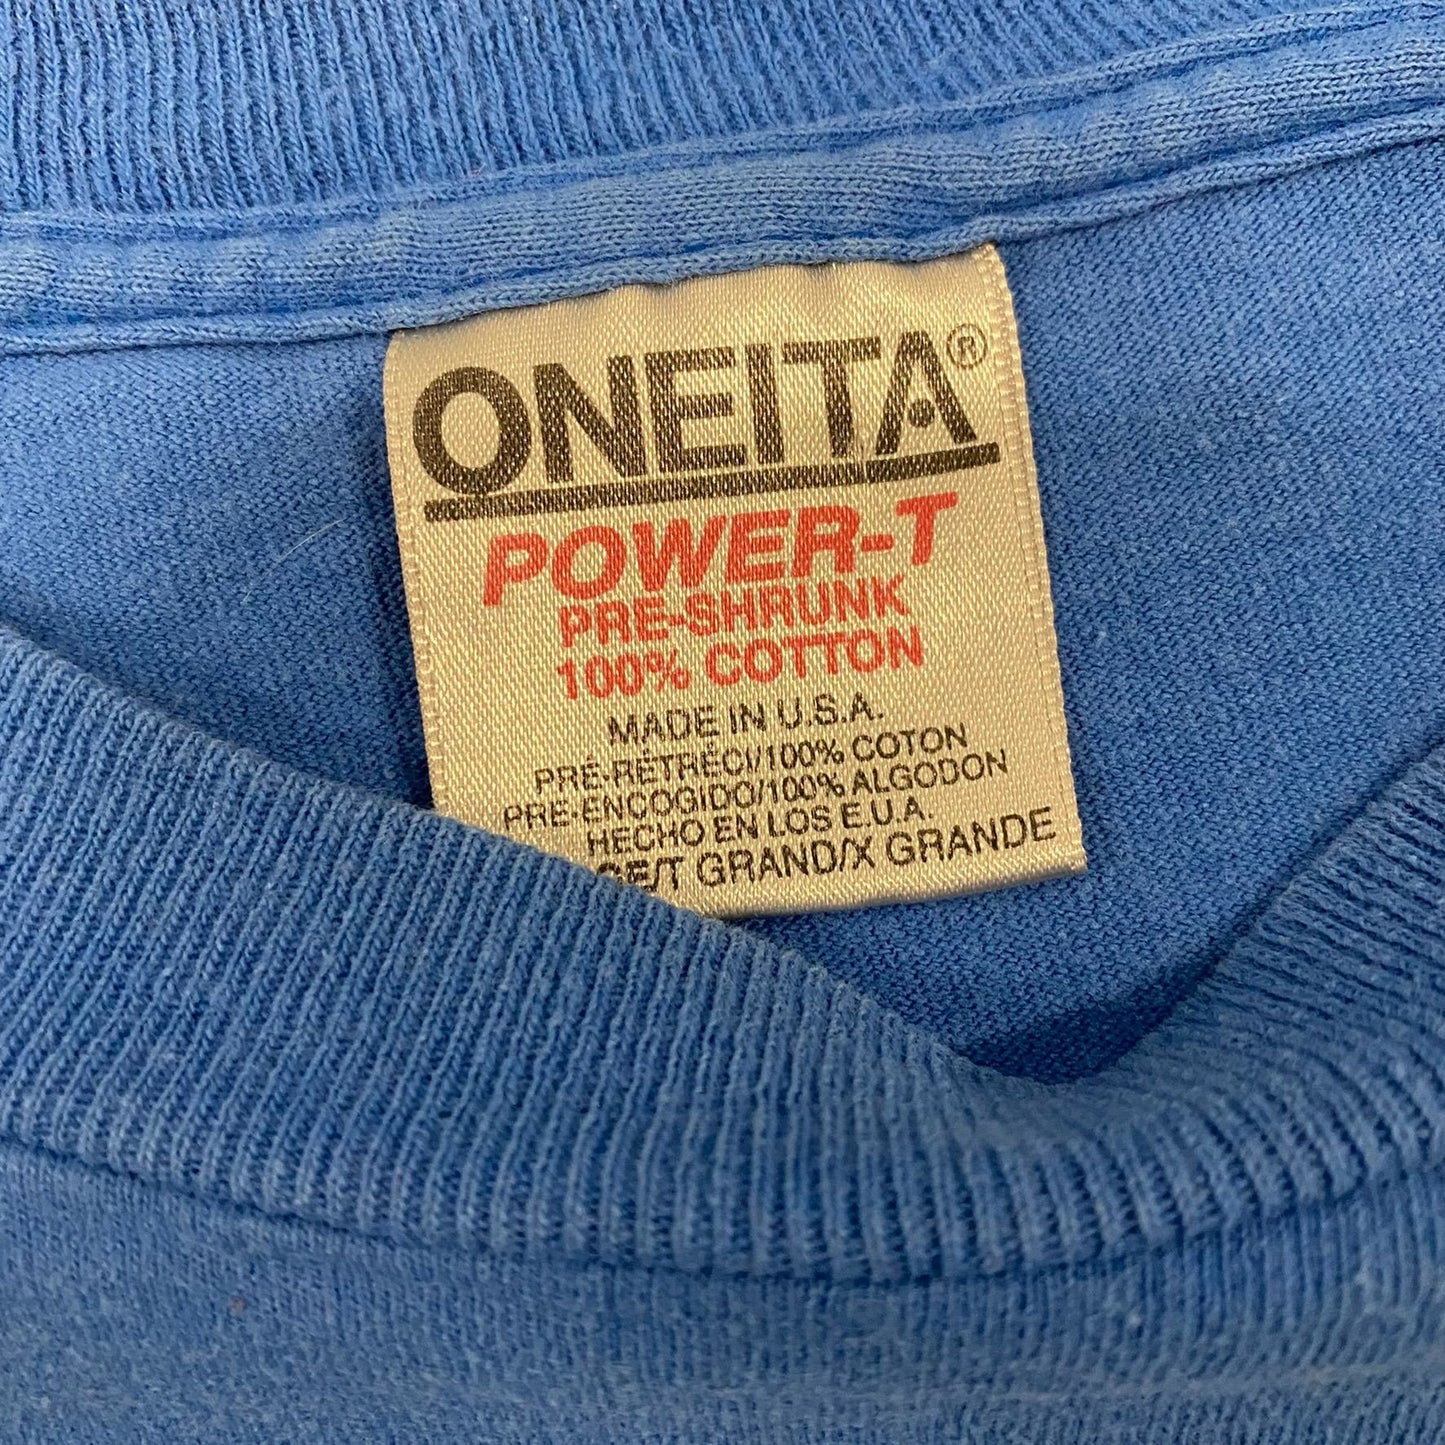 ONEITA®
POWER-T
PRE-SHRUNK
100% COTTON
MADE IN U.S.A.
PRÉ-RÉTRÉCI/100% COTON
PRE-ENCOGIDO/100% ALGODON
HECHO EN LOS E.U.A.
GE/T GRAND/X GRANDE